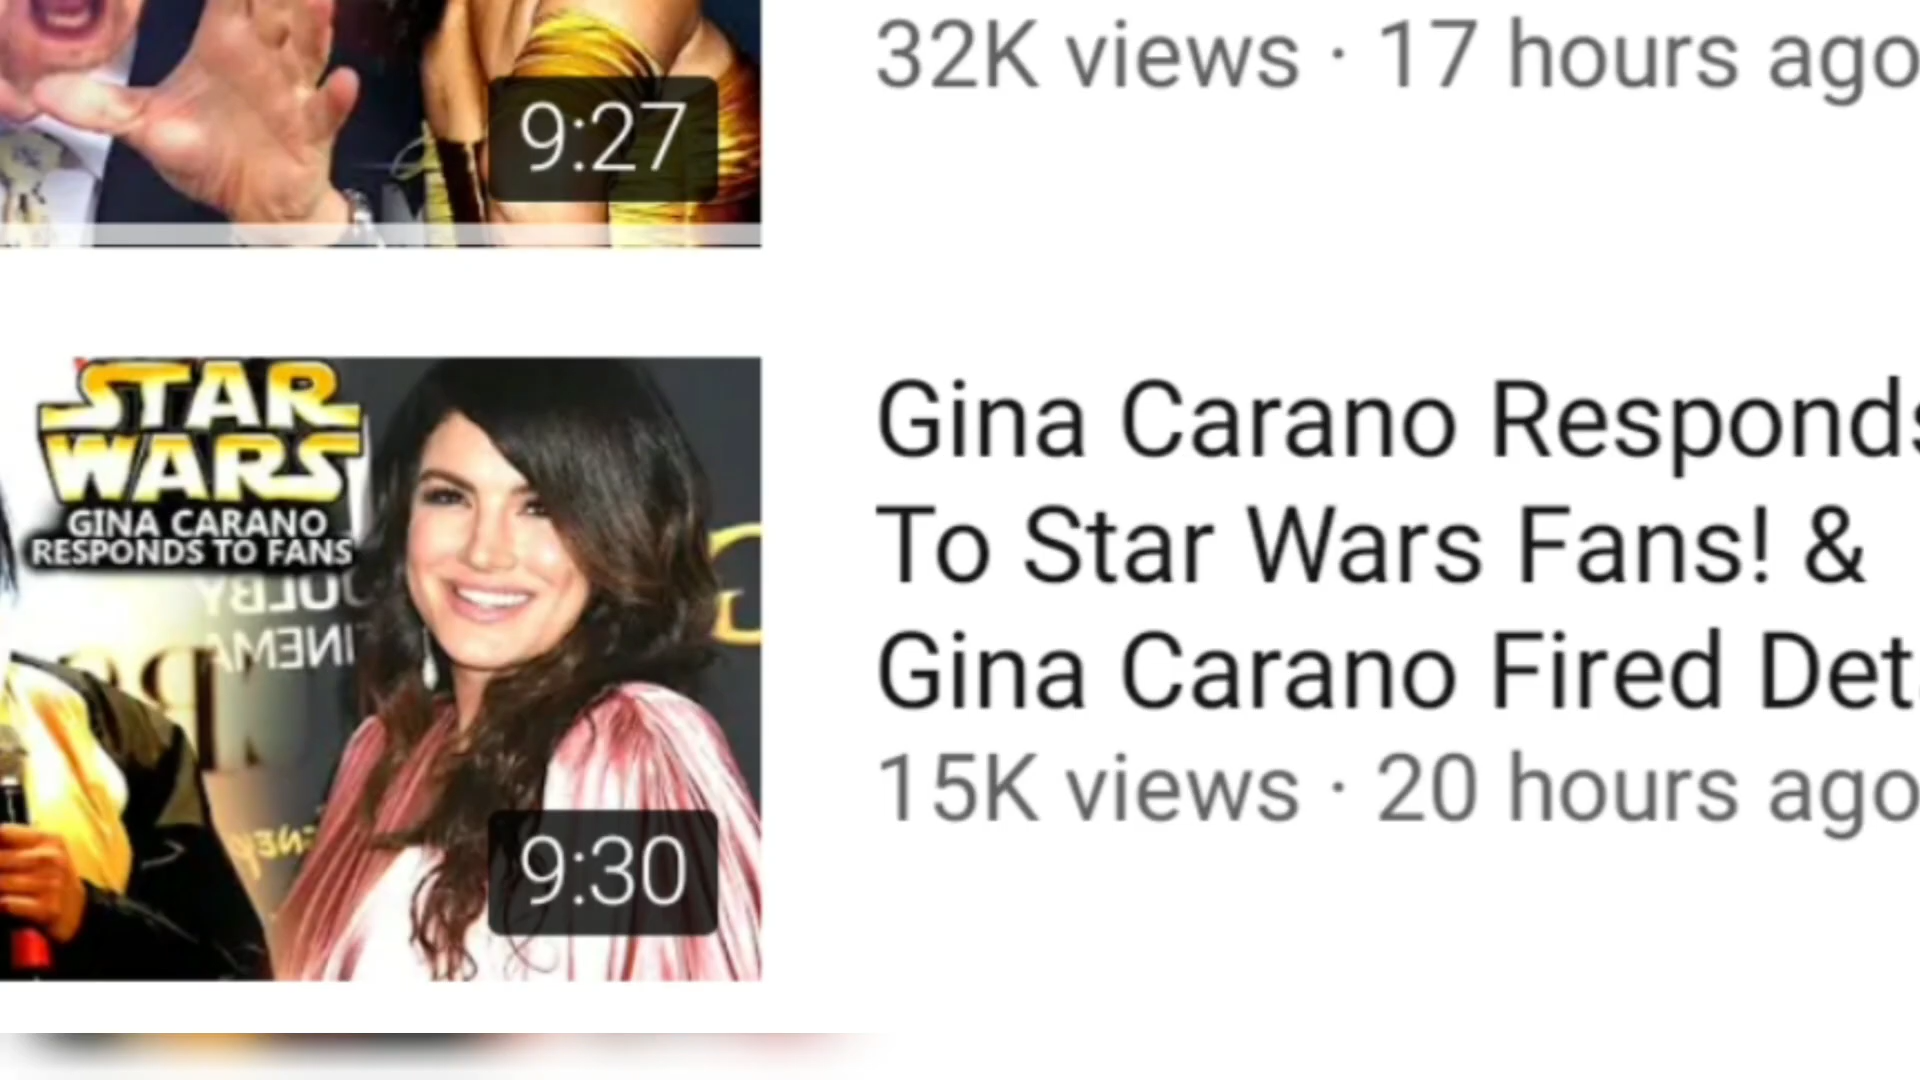 32K views · 17 hours ago
9:27
STAR
WARS
GINA CARANO
RESPONDS TO FANS
9:30
Gina Carano Responds
To Star Wars Fans! &
Gina Carano Fired Det
15K views · 20 hours ago